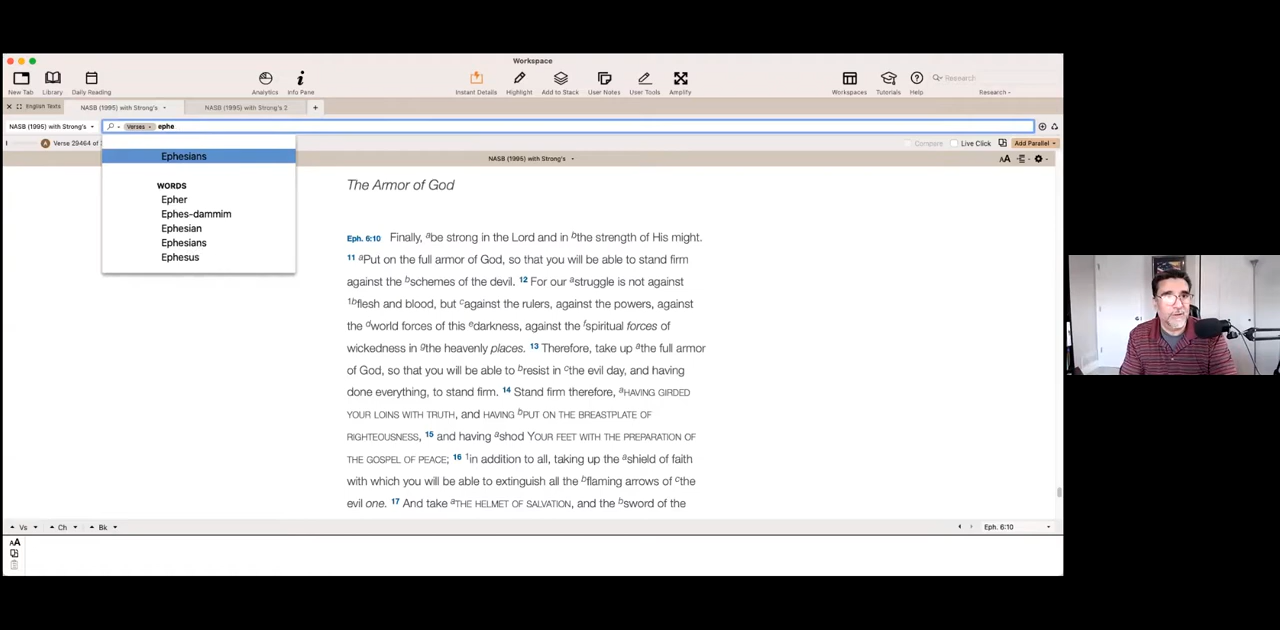 Workspace
New Tab Library Daily Reading Analytics Info Pane Instant Details Highlight Add to Stack User Notes User Tools Amplify Workspaces Tutorials Help Research Research
English Texts NASB (1995) with Strong's NASB (1995) with Strong's 2 +
NASB (1995) with Strong's Verses ephe
Verse 29464 of Compare Live Click Add Parallel
Ephesians
WORDS
Epher
Ephes-dammim
Ephesian
Ephesians
Ephesus
NASB (1995) with Strong's AA
The Armor of God
Eph. 6:10 Finally, ᵃbe strong in the Lord and in ᵇthe strength of His might.
11 ᵃPut on the full armor of God, so that you will be able to stand firm
against the ᵇschemes of the devil. 12 For our ᵃstruggle is not against
¹ᵇflesh and blood, but ᶜagainst the rulers, against the powers, against
the ᵈworld forces of this ᵉdarkness, against the ᶠspiritual forces of
wickedness in ᵍthe heavenly places. 13 Therefore, take up ᵃthe full armor
of God, so that you will be able to ᵇresist in ᶜthe evil day, and having
done everything, to stand firm. 14 Stand firm therefore, ᵃHAVING GIRDED
YOUR LOINS WITH TRUTH, and HAVING ᵇPUT ON THE BREASTPLATE OF
RIGHTEOUSNESS, 15 and having ᵃshod YOUR FEET WITH THE PREPARATION OF
THE GOSPEL OF PEACE; 16 ¹in addition to all, taking up the ᵃshield of faith
with which you will be able to extinguish all the ᵇflaming arrows of ᶜthe
evil one. 17 And take ᵃTHE HELMET OF SALVATION, and the ᵇsword of the
Vs Ch Bk Eph. 6:10
AA